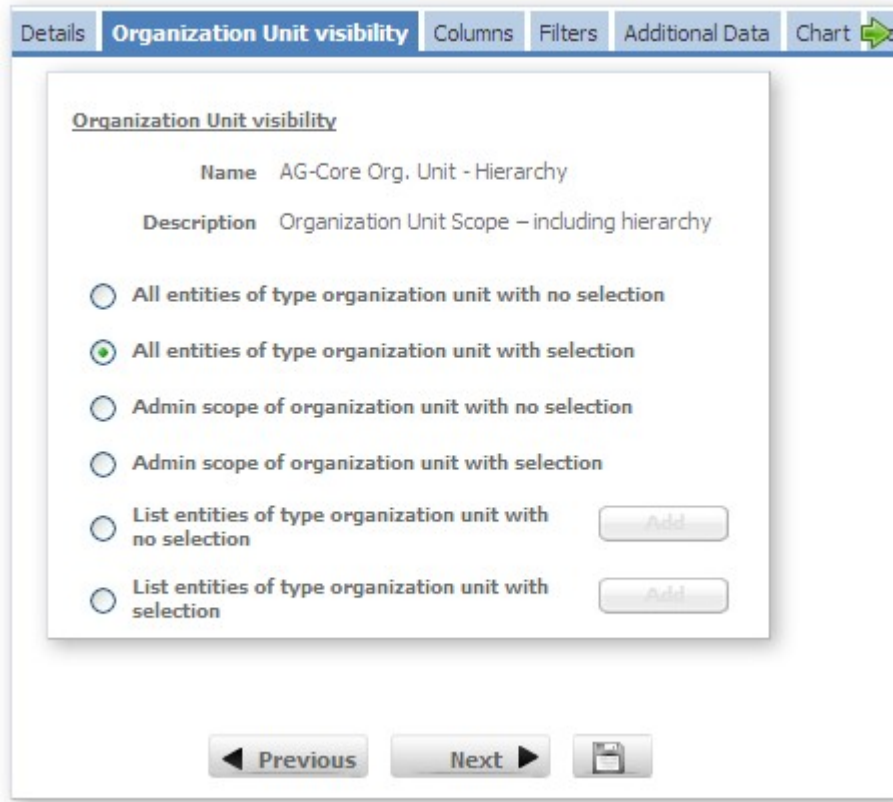 Details Organization Unit visibility Columns Filters Additional Data Chart
Organization Unit visibility
Name AG-Core Org. Unit - Hierarchy
Description Organization Unit Scope – including hierarchy
All entities of type organization unit with no selection
All entities of type organization unit with selection
Admin scope of organization unit with no selection
Admin scope of organization unit with selection
List entities of type organization unit with
no selection
Add
List entities of type organization unit with
selection
Add
Previous Next